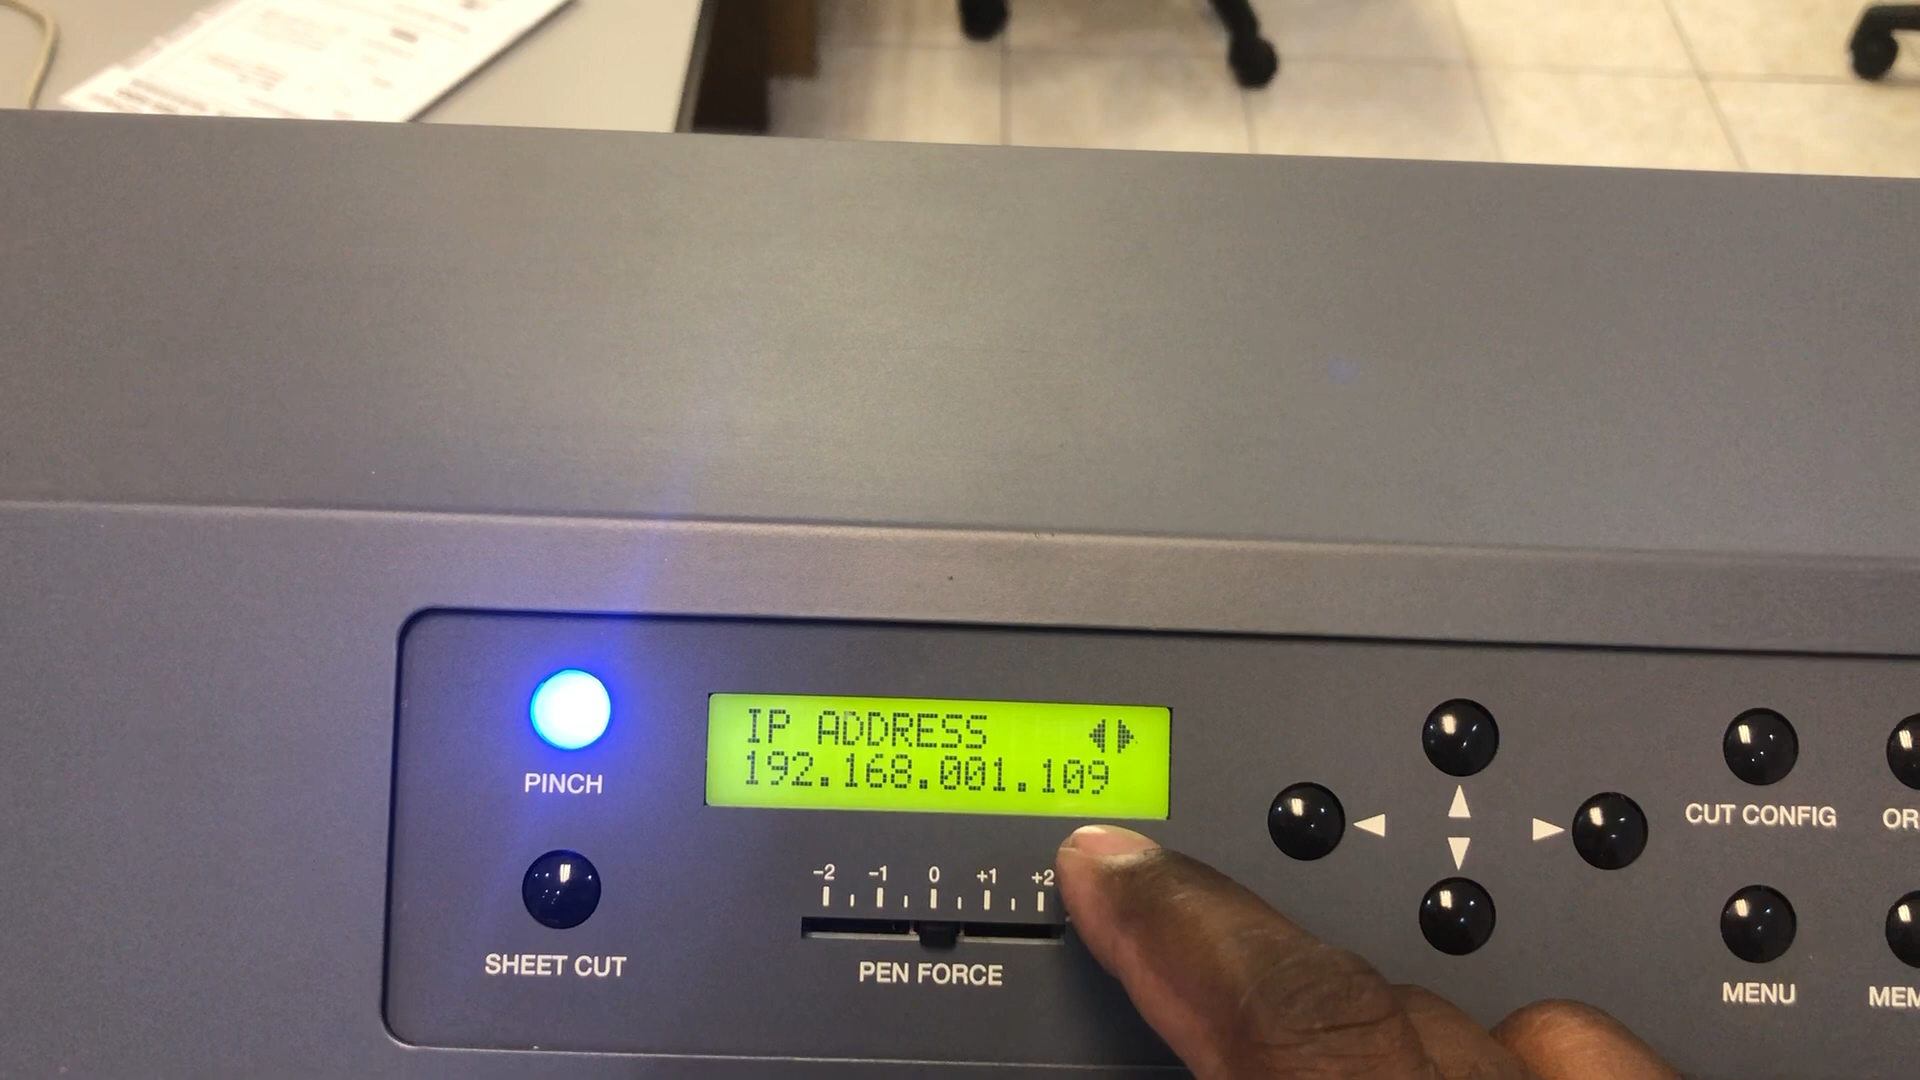 IP ADDRESS
192.168.001.109
PINCH
SHEET CUT
-2 -1 0 +1 +2
PEN FORCE
CUT CONFIG
MENU